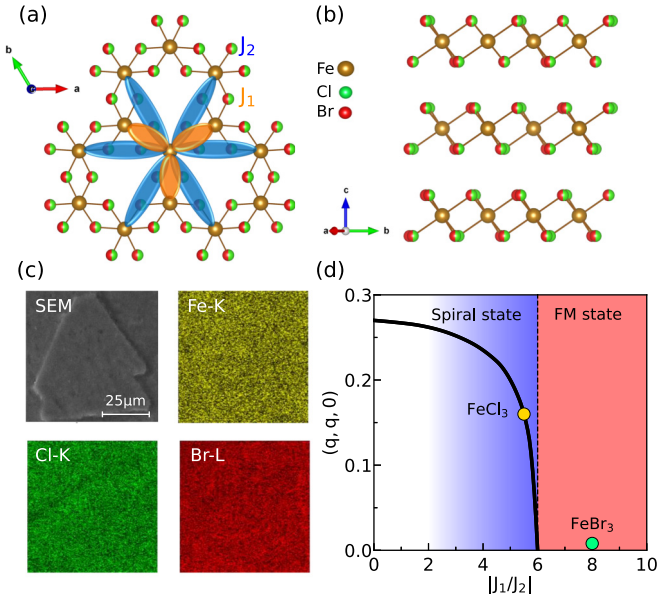 (a)
b
a
J₂
J₁
(b)
Fe
Cl
Br
c
a
b
(c)
SEM
25μm
Fe-K
Cl-K
Br-L
(d)
0.3
0.2
0.1
0.0
(q, q, 0)
Spiral state
FM state
FeCl₃
FeBr₃
0 2 4 6 8 10
|J₁/J₂|